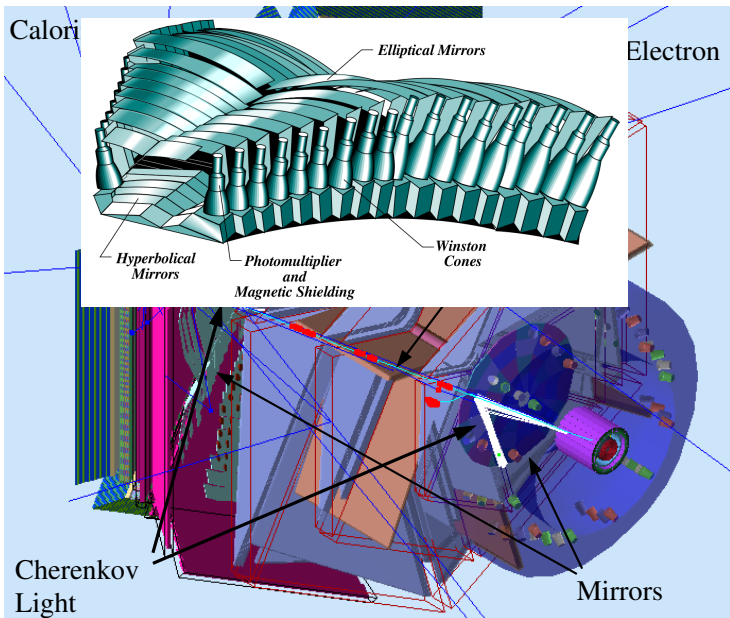 Calori
Electron
Elliptical Mirrors
Hyperbolical
Mirrors
Photomultiplier
and
Magnetic Shielding
Winston
Cones
Cherenkov
Light
Mirrors